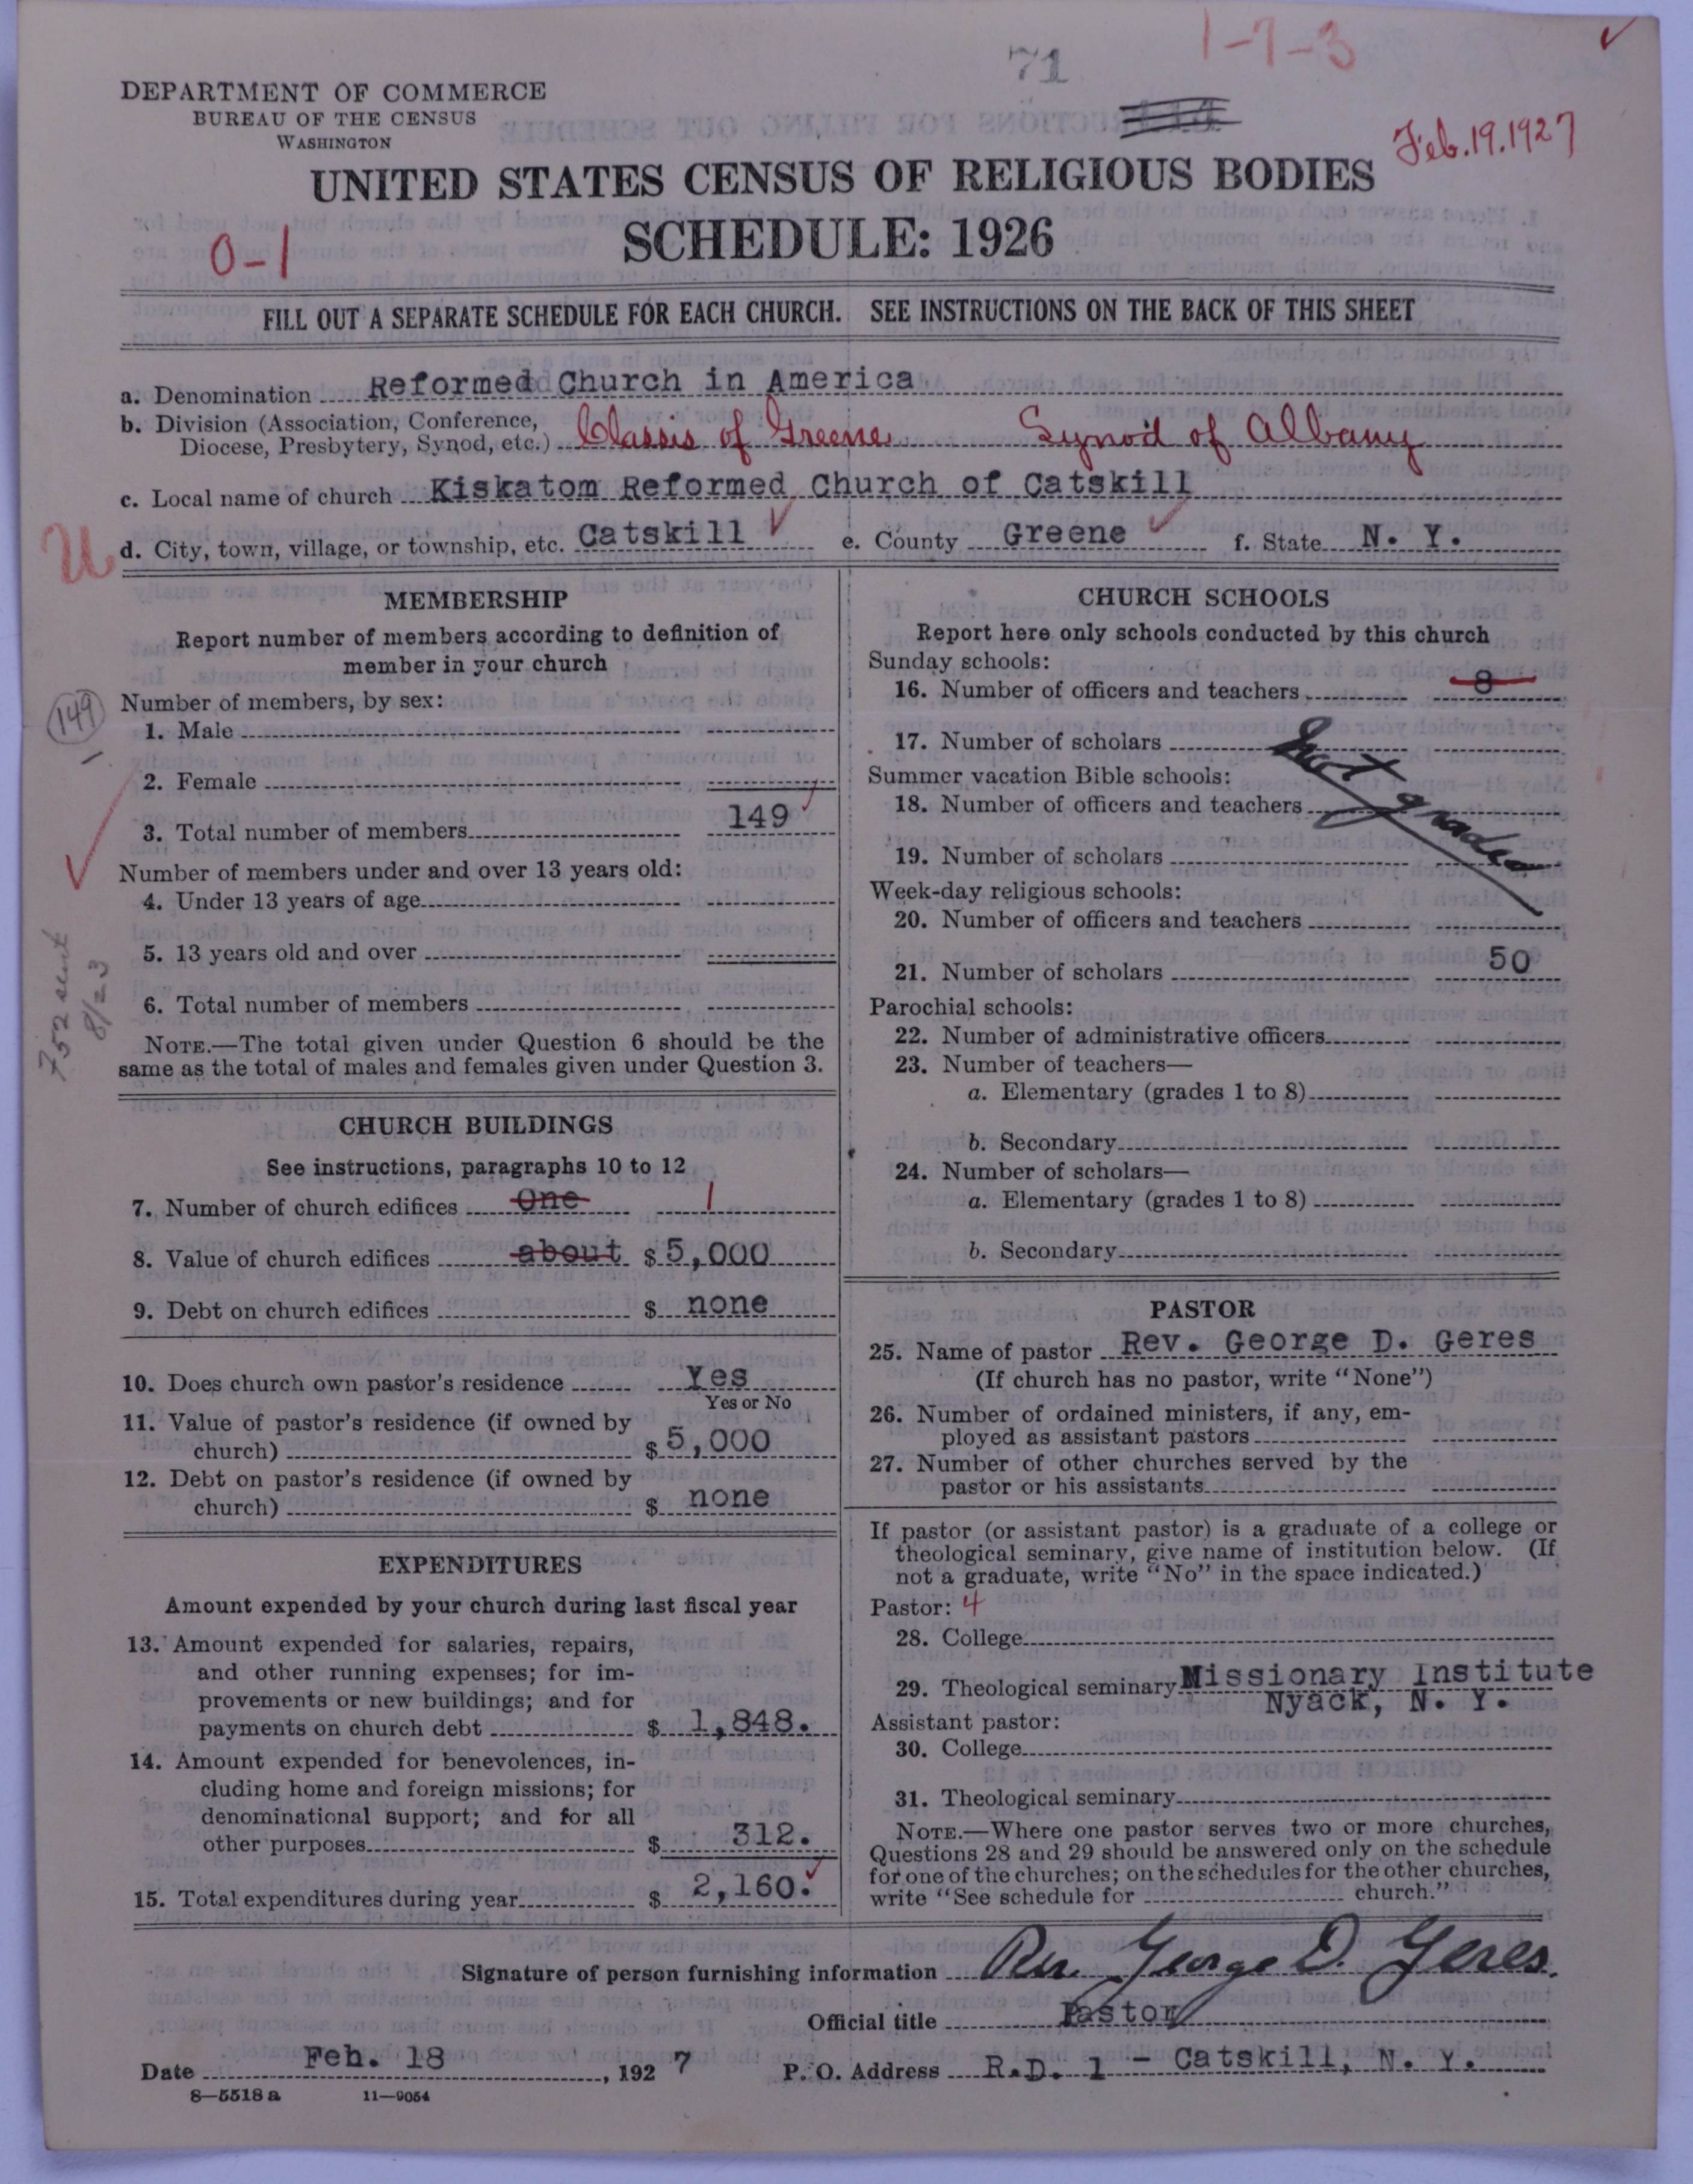 1-7-3
71
DEPARTMENT OF COMMERCE
BUREAU OF THE CENSUS
WASHINGTON
Feb. 19. 1927
UNITED STATES CENSUS OF RELIGIOUS BODIES
SCHEDULE: 1926
0-1
FILL OUT A SEPARATE SCHEDULE FOR EACH CHURCH. SEE INSTRUCTIONS ON THE BACK OF THIS SHEET
a. Denomination Reformed Church in America
b. Division (Association, Conference,
Diocese, Presbytery, Synod, etc.) Classis of Greene Synod of Albany
c. Local name of church Kiskatom Reformed Church of Catskill
U
d. City, town, village, or township, etc. Catskill e. County Greene f. State N. Y.
MEMBERSHIP
Report number of members according to definition of
member in your church
Number of members, by sex:
149
1. Male
2. Female
3. Total number of members 149
Number of members under and over 13 years old:
4. Under 13 years of age
5. 13 years old and over
6. Total number of members
752 sent
8/23
NOTE.—The total given under Question 6 should be the
same as the total of males and females given under Question 3.
CHURCH BUILDINGS
See instructions, paragraphs 10 to 12
7. Number of church edifices One 1
8. Value of church edifices about $ 5,000
9. Debt on church edifices $ none
10. Does church own pastor's residence Yes
Yes or No
11. Value of pastor's residence (if owned by
church) $ 5,000
12. Debt on pastor's residence (if owned by
church) $ none
EXPENDITURES
Amount expended by your church during last fiscal year
13. Amount expended for salaries, repairs,
and other running expenses; for im-
provements or new buildings; and for
payments on church debt $ 1,848.
14. Amount expended for benevolences, in-
cluding home and foreign missions; for
denominational support; and for all
other purposes $ 312.
15. Total expenditures during year $ 2,160.
CHURCH SCHOOLS
Report here only schools conducted by this church
Sunday schools:
16. Number of officers and teachers 8
17. Number of scholars
Summer vacation Bible schools:
18. Number of officers and teachers
19. Number of scholars
Week-day religious schools:
20. Number of officers and teachers
21. Number of scholars 50
Parochial schools:
22. Number of administrative officers
23. Number of teachers—
a. Elementary (grades 1 to 8)
b. Secondary
24. Number of scholars—
a. Elementary (grades 1 to 8)
b. Secondary
PASTOR
25. Name of pastor Rev. George D. Geres
(If church has no pastor, write "None")
26. Number of ordained ministers, if any, em-
ployed as assistant pastors
27. Number of other churches served by the
pastor or his assistants
If pastor (or assistant pastor) is a graduate of a college or
theological seminary, give name of institution below. (If
not a graduate, write "No" in the space indicated.)
Pastor: 4
28. College
29. Theological seminary Missionary Institute
Nyack, N. Y.
Assistant pastor:
30. College
31. Theological seminary
NOTE.—Where one pastor serves two or more churches,
Questions 28 and 29 should be answered only on the schedule
for one of the churches; on the schedules for the other churches,
write "See schedule for church."
Signature of person furnishing information Rev. George D. Geres.
Official title Pastor
Date Feh. 18, 1927 P. O. Address R.D. 1 - Catskill, N. Y.
8—5518 a 11—9054